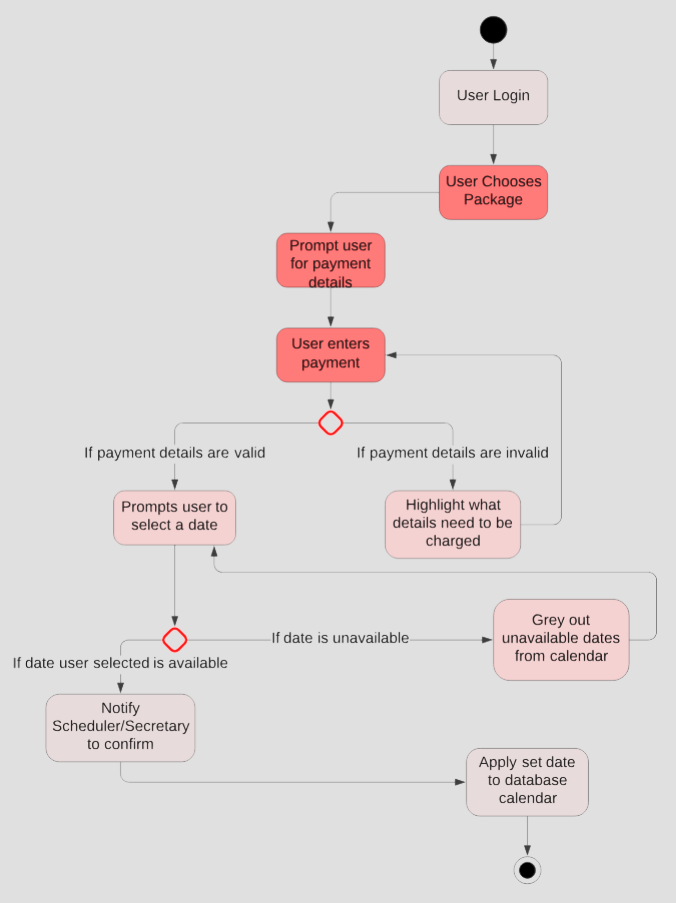 User Login
User Chooses
Package
Prompt user
for payment
details
User enters
payment
If payment details are valid
If payment details are invalid
Prompts user to
select a date
Highlight what
details need to be
charged
If date is unavailable
Grey out
unavailable dates
from calendar
If date user selected is available
Notify
Scheduler/Secretary
to confirm
Apply set date
to database
calendar